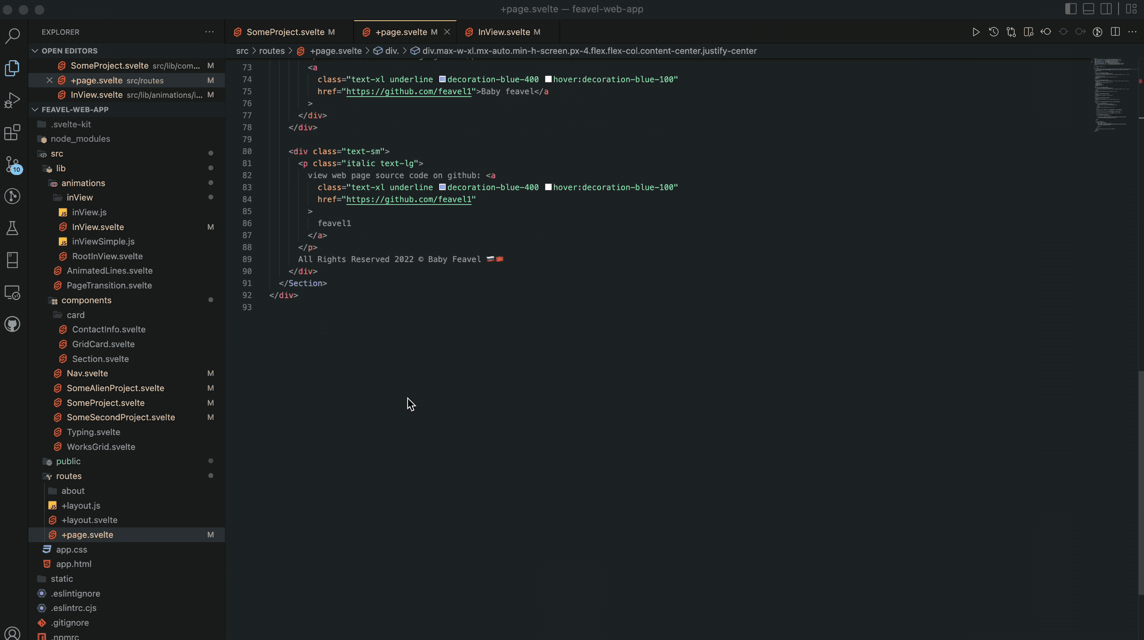 +page.svelte — feavel-web-app
EXPLORER
OPEN EDITORS
SomeProject.svelte src/lib/com... M
+page.svelte src/routes M
InView.svelte src/lib/animations/i... M
FEAVEL-WEB-APP
.svelte-kit
node_modules
src
lib
animations
inView
inView.js
InView.svelte M
inViewSimple.js
RootInView.svelte
AnimatedLines.svelte
PageTransition.svelte
components
card
ContactInfo.svelte
GridCard.svelte
Section.svelte
Nav.svelte M
SomeAlienProject.svelte M
SomeProject.svelte M
SomeSecondProject.svelte M
Typing.svelte
WorksGrid.svelte
public
routes
about
+layout.js
+layout.svelte
+page.svelte M
app.css
app.html
static
.eslintignore
.eslintrc.cjs
.gitignore
.npmrc
10
SomeProject.svelte M
+page.svelte M
InView.svelte M
src > routes > +page.svelte > div. > div.max-w-xl.mx-auto.min-h-screen.px-4.flex.flex-col.content-center.justify-center
73 <a
74 class="text-xl underline decoration-blue-400 hover:decoration-blue-100"
75 href="https://github.com/feavel1">Baby feavel</a
76 >
77 </div>
78 </div>
79
80 <div class="text-sm">
81 <p class="italic text-lg">
82 view web page source code on github: <a
83 class="text-xl underline decoration-blue-400 hover:decoration-blue-100"
84 href="https://github.com/feavel1"
85 >
86 feavel1
87 </a>
88 </p>
89 All Rights Reserved 2022 © Baby Feavel
90 </div>
91 </Section>
92 </div>
93